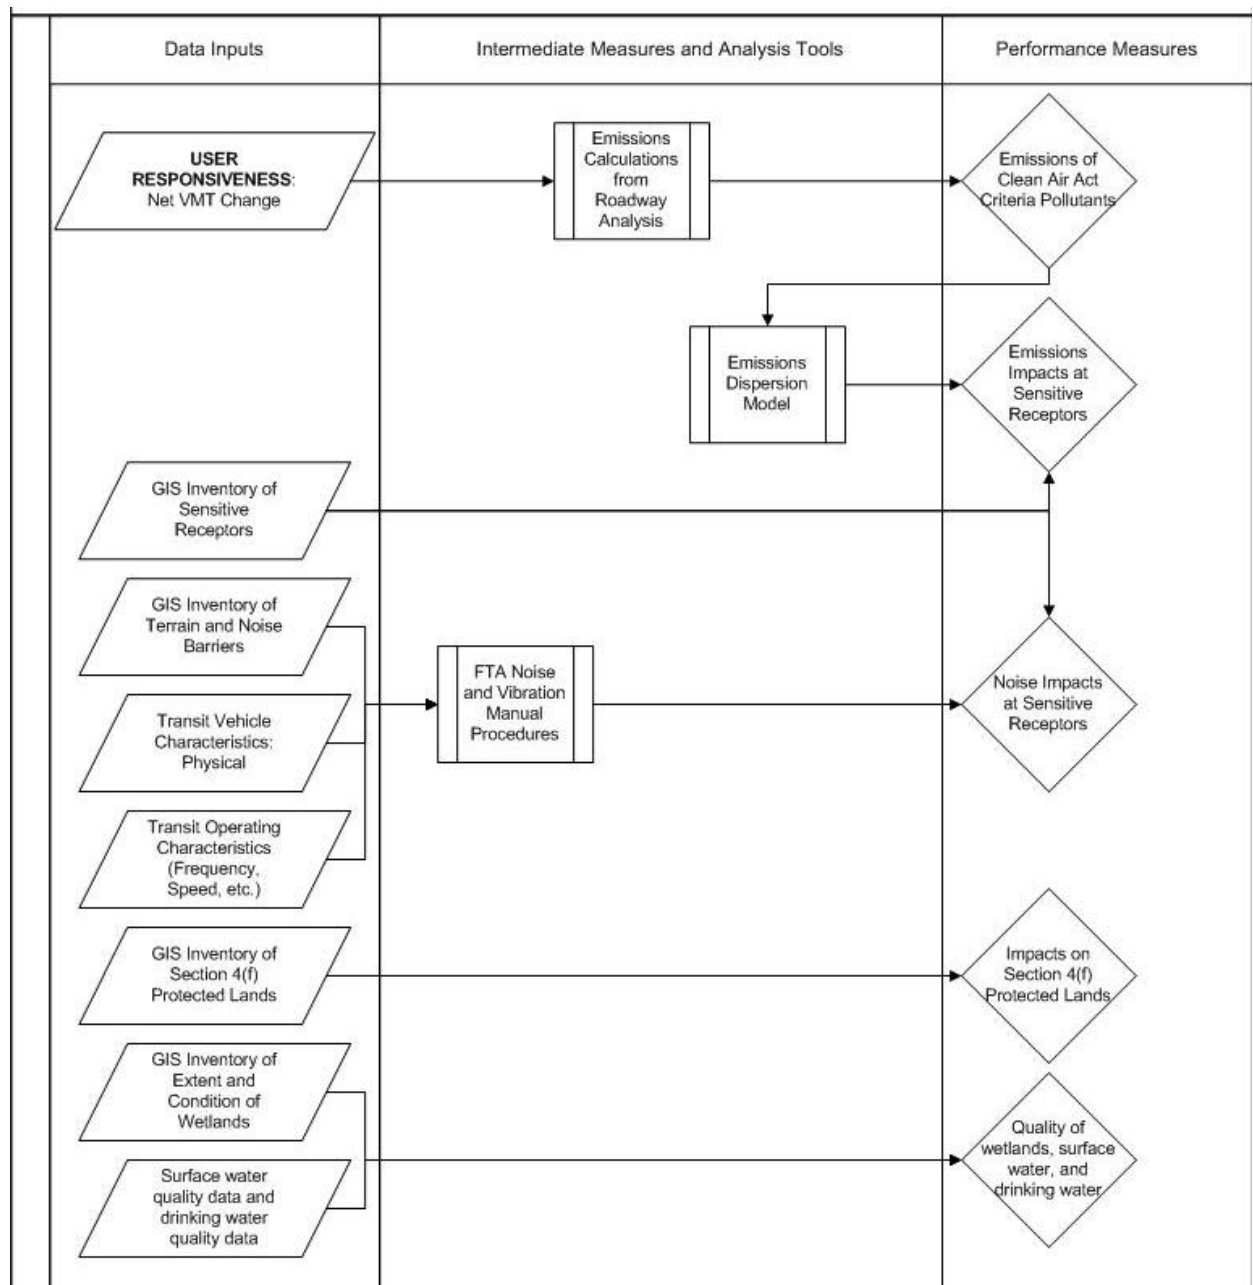 Data Inputs
Intermediate Measures and Analysis Tools
Performance Measures
USER
RESPONSIVENESS:
Net VMT Change
Emissions
Calculations
from
Roadway
Analysis
Emissions of
Clean Air Act
Criteria Pollutants
Emissions
Dispersion
Model
Emissions
Impacts at
Sensitive
Receptors
GIS Inventory of
Sensitive
Receptors
GIS Inventory of
Terrain and Noise
Barriers
FTA Noise
and Vibration
Manual
Procedures
Noise Impacts
at Sensitive
Receptors
Transit Vehicle
Characteristics:
Physical
Transit Operating
Characteristics
(Frequency,
Speed, etc.)
GIS Inventory of
Section 4(f)
Protected Lands
Impacts on
Section 4(f)
Protected Lands
GIS Inventory of
Extent and
Condition of
Wetlands
Quality of
wetlands, surface
water, and
drinking water
Surface water
quality data and
drinking water
quality data